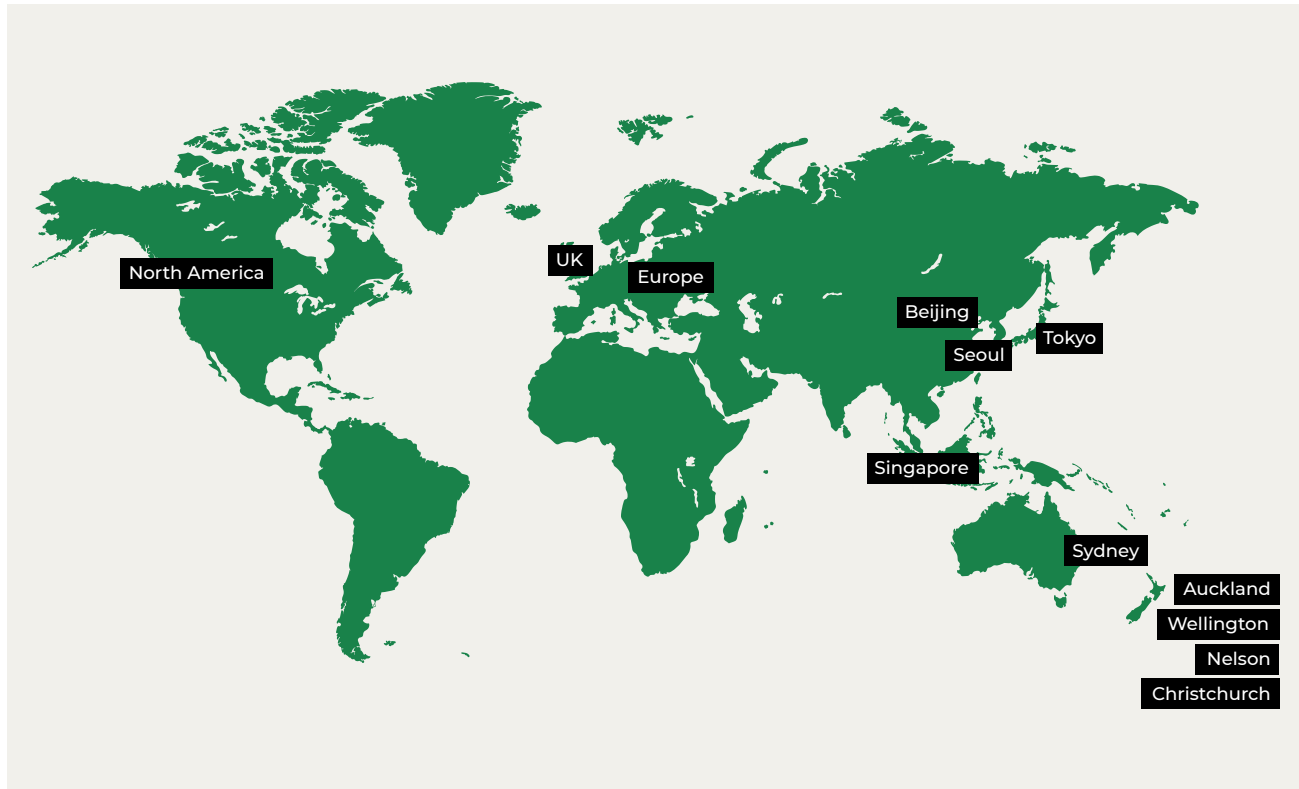 UK
North America
Europe
Beijing
Tokyo
Seoul
Singapore
Sydney
Auckland
Wellington
Nelson
Christchurch